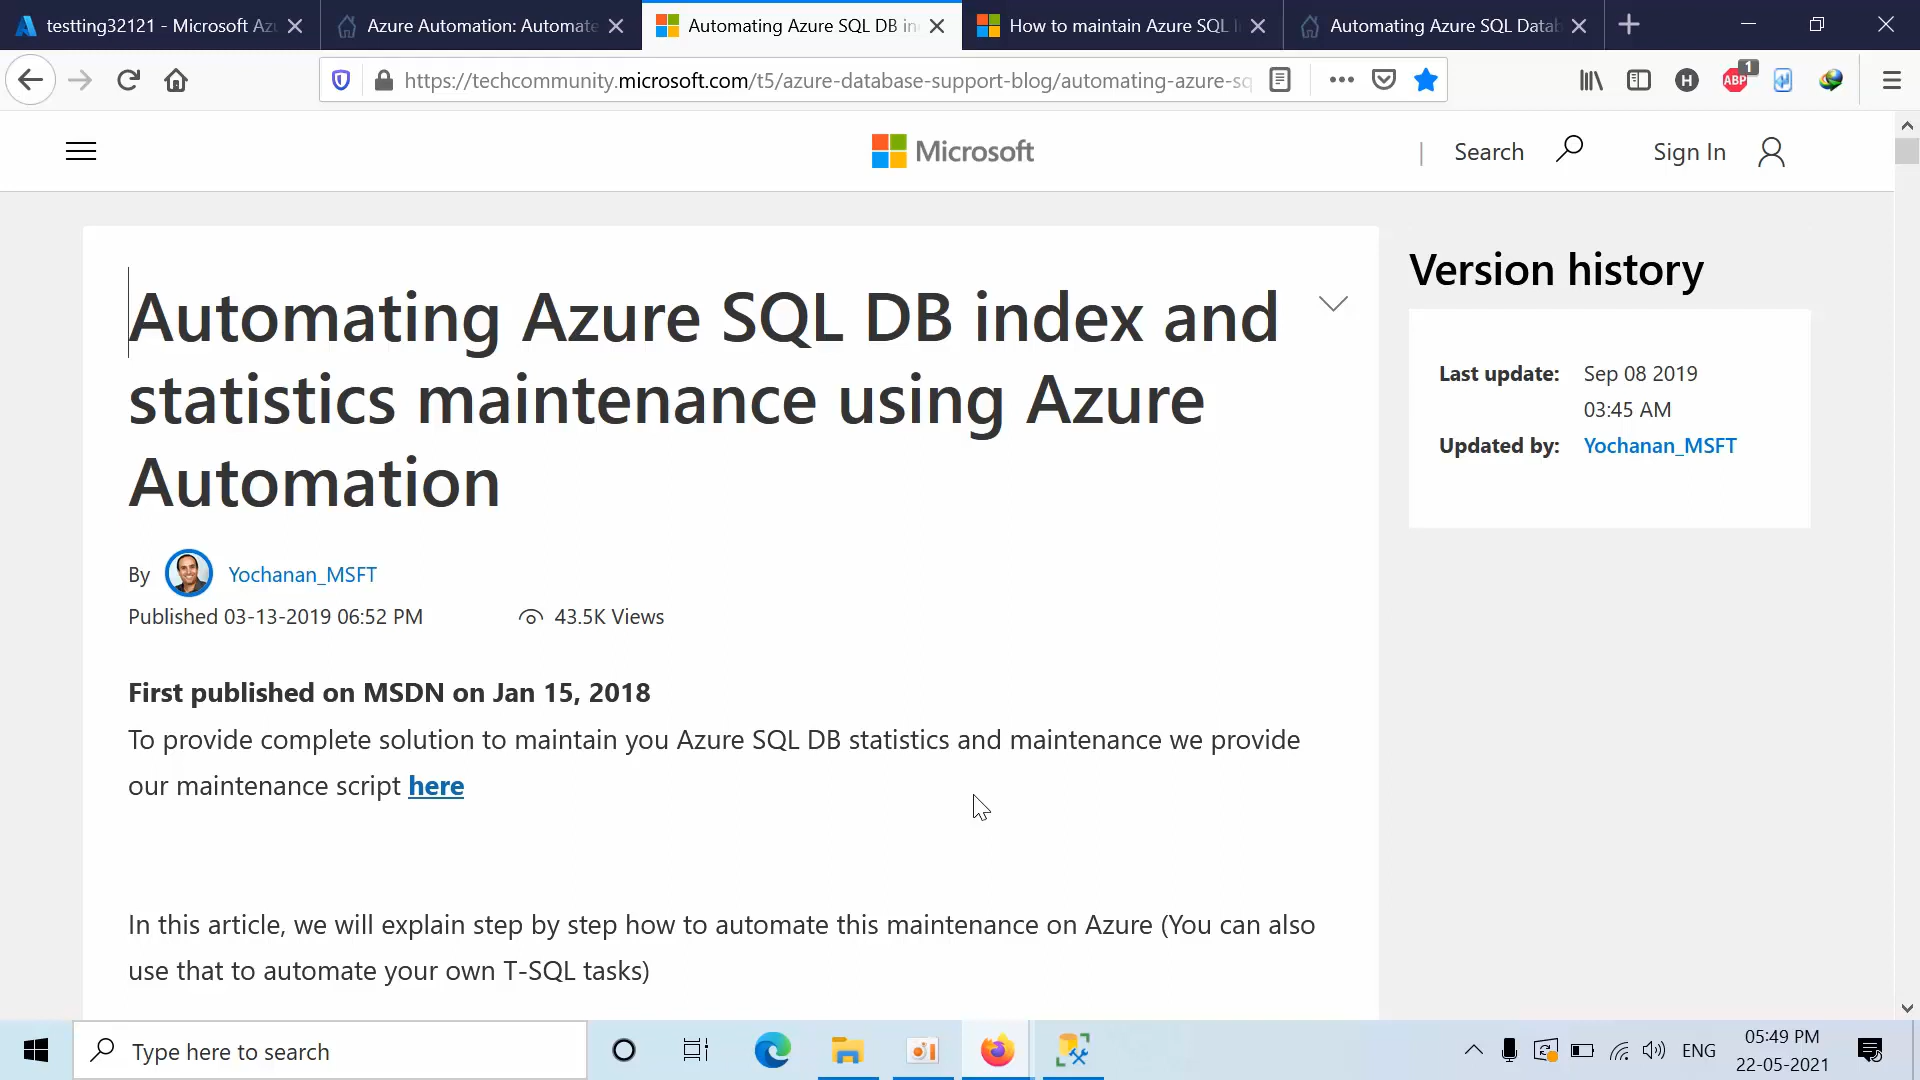 testting32121 - Microsoft Az
Azure Automation: Automate
Automating Azure SQL DB in
How to maintain Azure SQL I
Automating Azure SQL Datab
https://techcommunity.microsoft.com/t5/azure-database-support-blog/automating-azure-sq
H
ABP
1
Microsoft
Search
Sign In
Automating Azure SQL DB index and
statistics maintenance using Azure
Automation
By Yochanan_MSFT
Published 03-13-2019 06:52 PM
43.5K Views
First published on MSDN on Jan 15, 2018
To provide complete solution to maintain you Azure SQL DB statistics and maintenance we provide
our maintenance script here
In this article, we will explain step by step how to automate this maintenance on Azure (You can also
use that to automate your own T-SQL tasks)
Version history
Last update: Sep 08 2019
03:45 AM
Updated by: Yochanan_MSFT
Type here to search
ENG
05:49 PM
22-05-2021